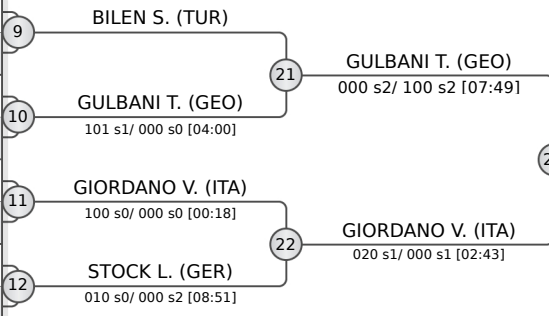 BILEN S. (TUR)
9
21
GULBANI T. (GEO)
000 s2/ 100 s2 [07:49]
GULBANI T. (GEO)
10
101 s1/ 000 s0 [04:00]
GIORDANO V. (ITA)
11
100 s0/ 000 s0 [00:18]
22
GIORDANO V. (ITA)
020 s1/ 000 s1 [02:43]
STOCK L. (GER)
12
010 s0/ 000 s2 [08:51]